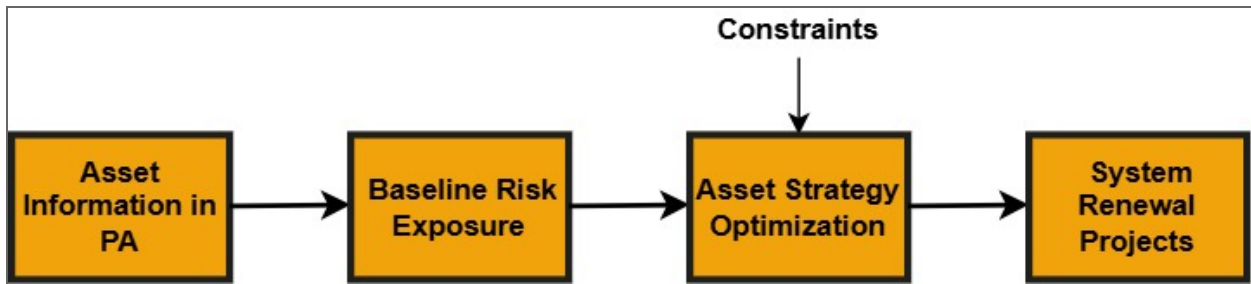 Constraints
Asset
Information in
PA
Baseline Risk
Exposure
Asset Strategy
Optimization
System
Renewal
Projects